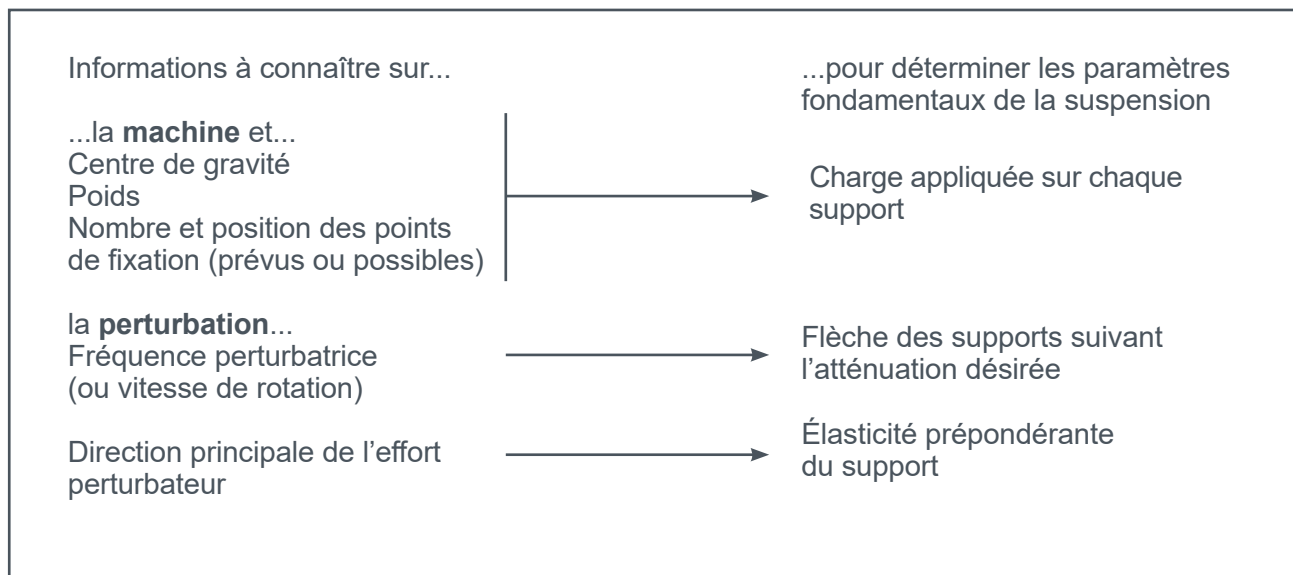 Informations à connaître sur...
...pour déterminer les paramètres
fondamentaux de la suspension
...la machine et...
Centre de gravité
Poids
Nombre et position des points
de fixation (prévus ou possibles)
Charge appliquée sur chaque
support
la perturbation...
Fréquence perturbatrice
(ou vitesse de rotation)
Flèche des supports suivant
l’atténuation désirée
Direction principale de l’effort
perturbateur
Élasticité prépondérante
du support